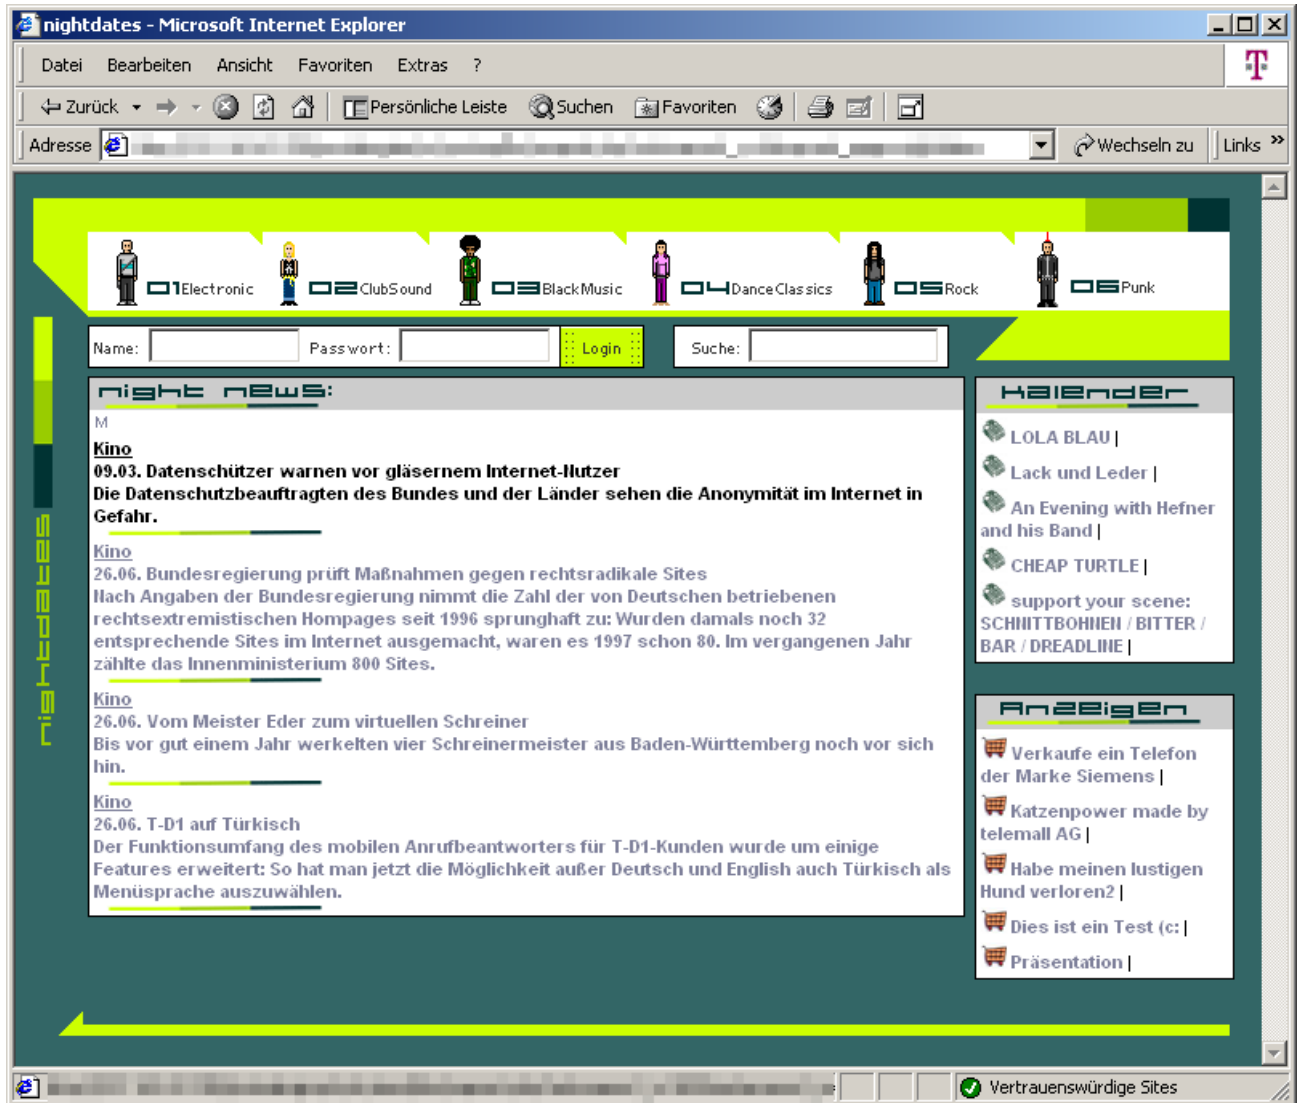 nightdates - Microsoft Internet Explorer
Datei Bearbeiten Ansicht Favoriten Extras ?
T
Zurück Persönliche Leiste Suchen Favoriten
Adresse Wechseln zu Links »
01Electronic 02ClubSound 03BlackMusic 04DanceClassics 05Rock 06Punk
Name: Passwort: Login Suche:
nightdates
night news:
M
Kino
09.03. Datenschützer warnen vor gläsernem Internet-Nutzer
Die Datenschutzbeauftragten des Bundes und der Länder sehen die Anonymität im Internet in
Gefahr.
Kino
26.06. Bundesregierung prüft Maßnahmen gegen rechtsradikale Sites
Nach Angaben der Bundesregierung nimmt die Zahl der von Deutschen betriebenen
rechtsextremistischen Hompages seit 1996 sprunghaft zu: Wurden damals noch 32
entsprechende Sites im Internet ausgemacht, waren es 1997 schon 80. Im vergangenen Jahr
zählte das Innenministerium 800 Sites.
Kino
26.06. Vom Meister Eder zum virtuellen Schreiner
Bis vor gut einem Jahr werkelten vier Schreinermeister aus Baden-Württemberg noch vor sich
hin.
Kino
26.06. T-D1 auf Türkisch
Der Funktionsumfang des mobilen Anrufbeantworters für T-D1-Kunden wurde um einige
Features erweitert: So hat man jetzt die Möglichkeit außer Deutsch und English auch Türkisch als
Menüsprache auszuwählen.
Kalender
LOLA BLAU |
Lack und Leder |
An Evening with Hefner
and his Band |
CHEAP TURTLE |
support your scene:
SCHNITTBOHNEN / BITTER /
BAR / DREADLINE |
Anzeigen
Verkaufe ein Telefon
der Marke Siemens |
Katzenpower made by
telemall AG |
Habe meinen lustigen
Hund verloren2 |
Dies ist ein Test (c: |
Präsentation |
Vertrauenswürdige Sites